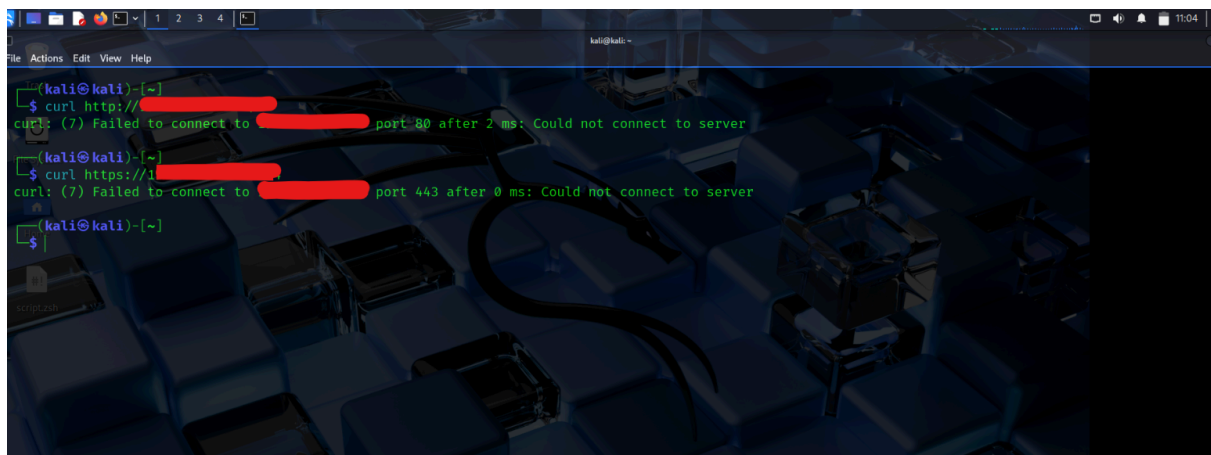 1 2 3 4
11:04
kali@kali: ~
File Actions Edit View Help
(kali㉿kali)-[~]
$ curl http://
curl: (7) Failed to connect to port 80 after 2 ms: Could not connect to server
(kali㉿kali)-[~]
$ curl https://1
curl: (7) Failed to connect to port 443 after 0 ms: Could not connect to server
(kali㉿kali)-[~]
$
script.zsh